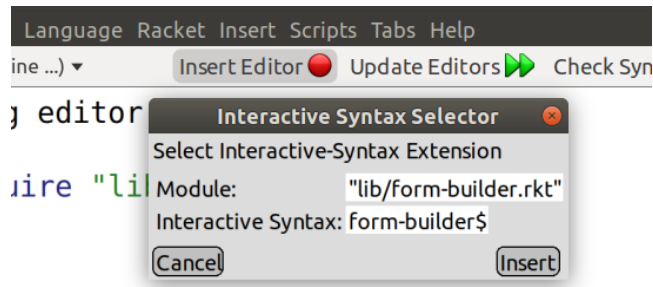 Language Racket Insert Scripts Tabs Help
ine ...) ▾ Insert Editor Update Editors Check Syn
g editor
Interactive Syntax Selector
Select Interactive-Syntax Extension
uire "lib
Module: "lib/form-builder.rkt"
Interactive Syntax: form-builder$
Cancel Insert